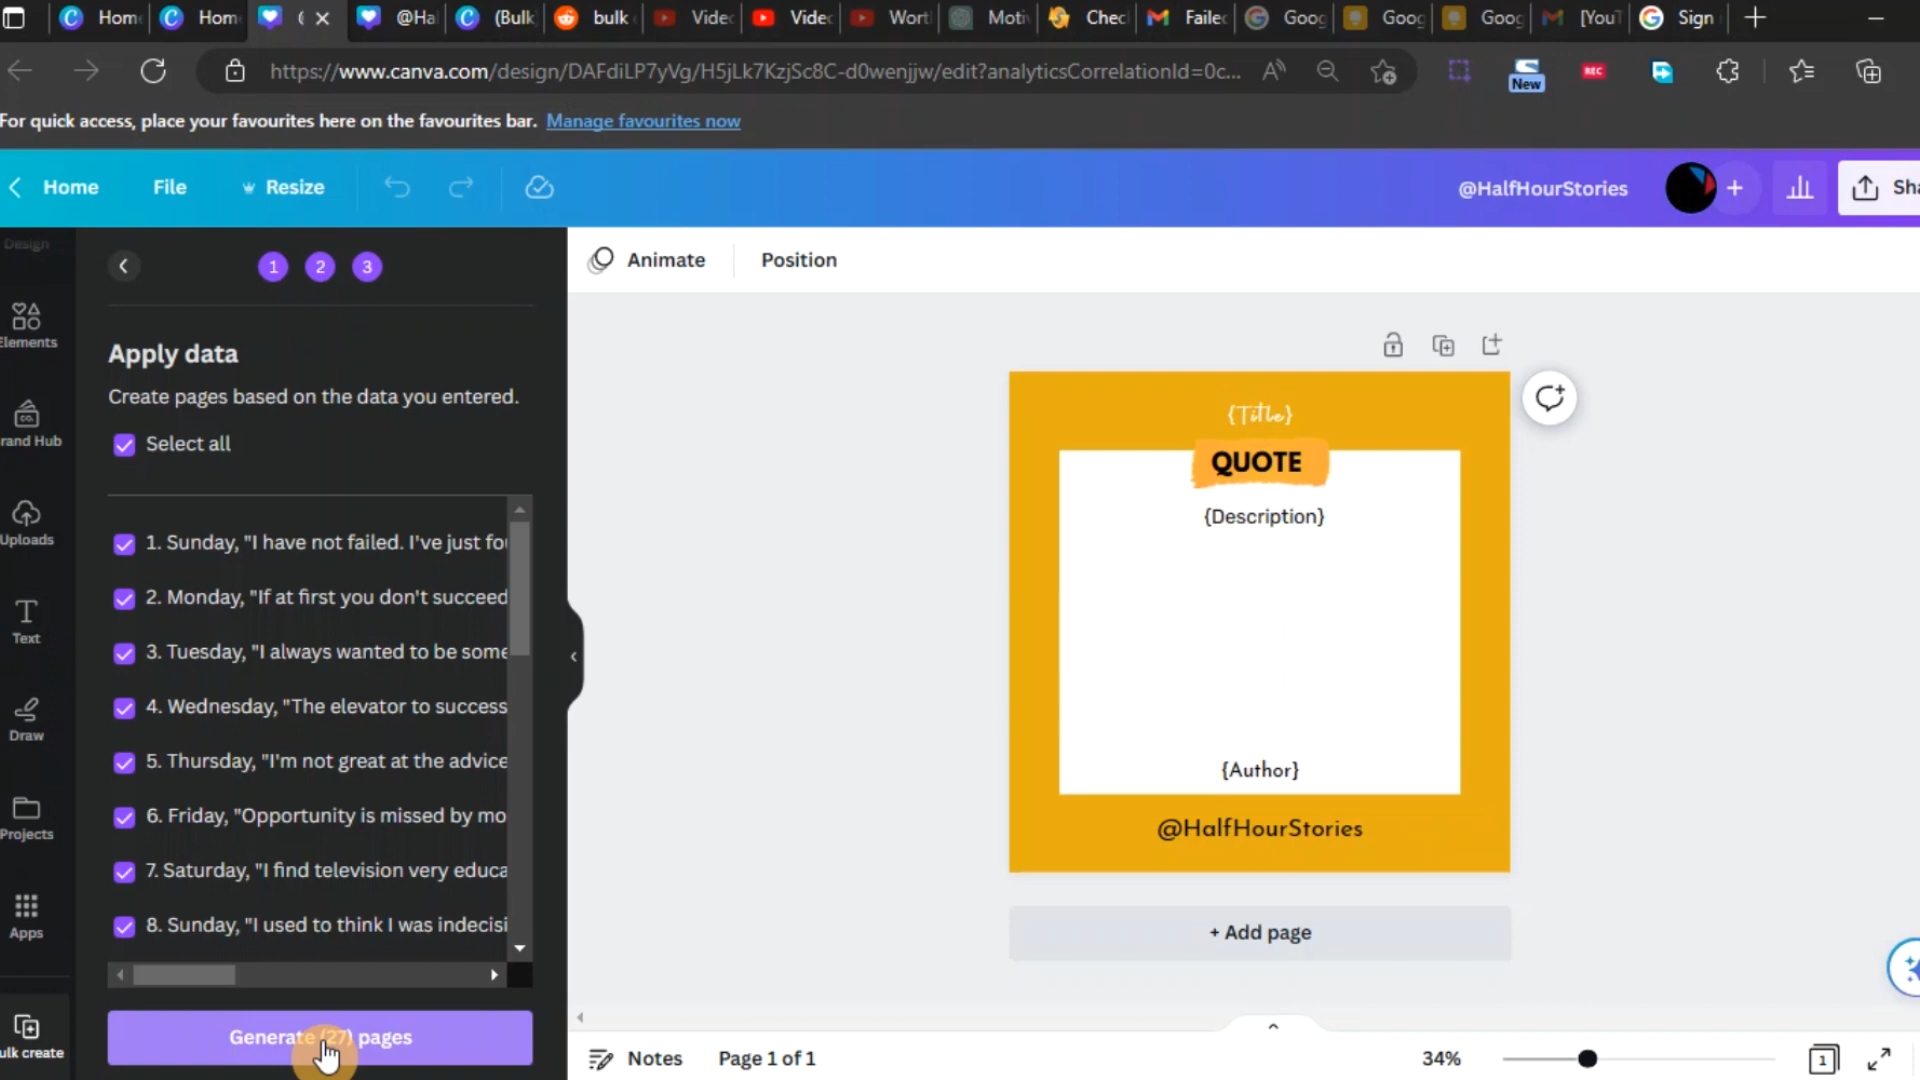 Hom
Hom
@Ha
(Bulk
bulk
Vide
Vide
Wort
Moti
Chec
Failed
Goog
Goog
Goog
[YouT
Sign
https://www.canva.com/design/DAFdiLP7yVg/H5jLk7KzjSc8C-d0wenjjw/edit?analyticsCorrelationId=0c...
New
REC
For quick access, place your favourites here on the favourites bar. Manage favourites now
Home
File
Resize
@HalfHourStories
Sha
Design
Elements
rand Hub
Uploads
Text
Draw
Projects
Apps
ulk create
1 2 3
Apply data
Create pages based on the data you entered.
Select all
1. Sunday, "I have not failed. I've just fou
2. Monday, "If at first you don't succeed
3. Tuesday, "I always wanted to be some
4. Wednesday, "The elevator to success
5. Thursday, "I'm not great at the advice
6. Friday, "Opportunity is missed by mo
7. Saturday, "I find television very educa
8. Sunday, "I used to think I was indecisi
Generate (27) pages
Animate
Position
{Title}
QUOTE
{Description}
{Author}
@HalfHourStories
+ Add page
Notes
Page 1 of 1
34%
1